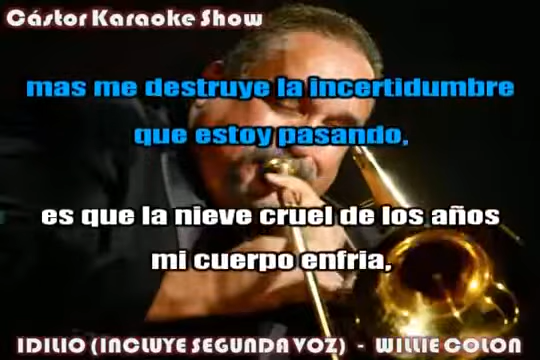 Cástor Karaoke Show
mas me destruye la incertidumbre
que estoy pasando,
es que la nieve cruel de los años
mi cuerpo enfria,
IDILIO (INCLUYE SEGUNDA VOZ) - WILLIE COLON